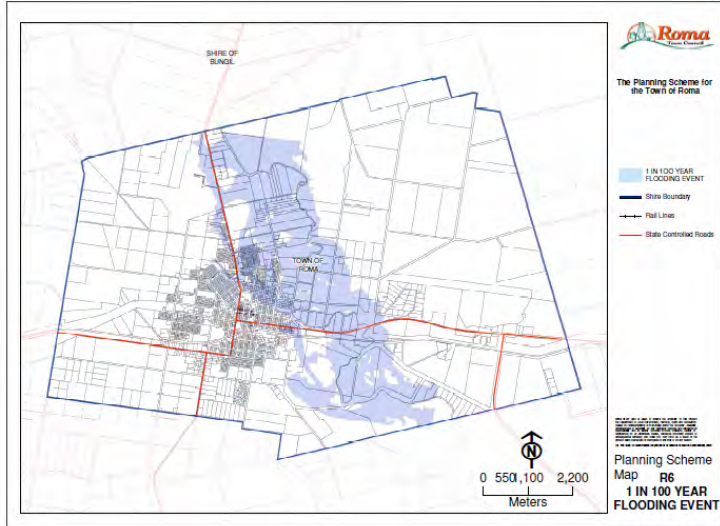 SHIRE OF
BUNGIL
TOWN OF
ROMA
0 550 1,100 2,200
Meters
N
Roma
Town Council
The Planning Scheme for
the Town of Roma
1 IN 100 YEAR
FLOODING EVENT
Shire Boundary
Rail Lines
State Controlled Roads
Planning Scheme
Map R6
1 IN 100 YEAR
FLOODING EVENT